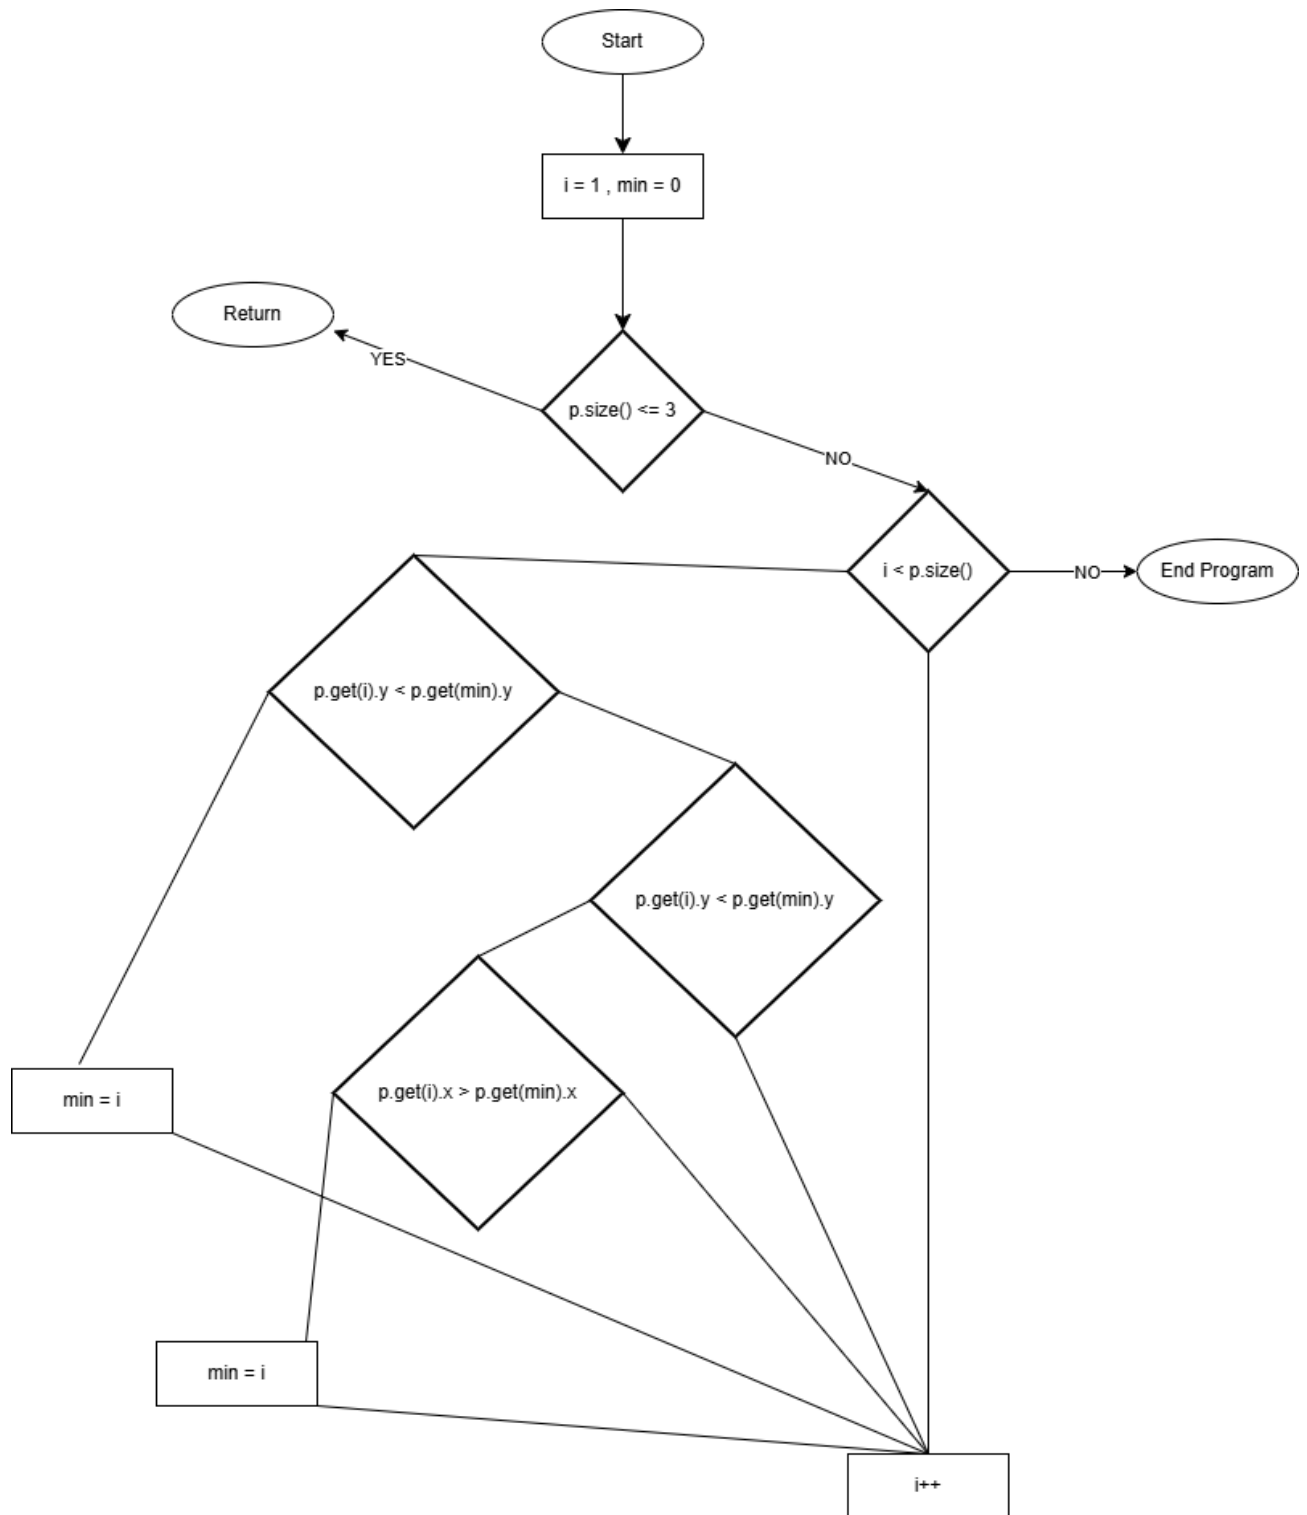 Start
i = 1 , min = 0
Return
YES
p.size() <= 3
NO
i < p.size()
NO
End Program
p.get(i).y < p.get(min).y
p.get(i).y < p.get(min).y
p.get(i).x > p.get(min).x
min = i
min = i
i++